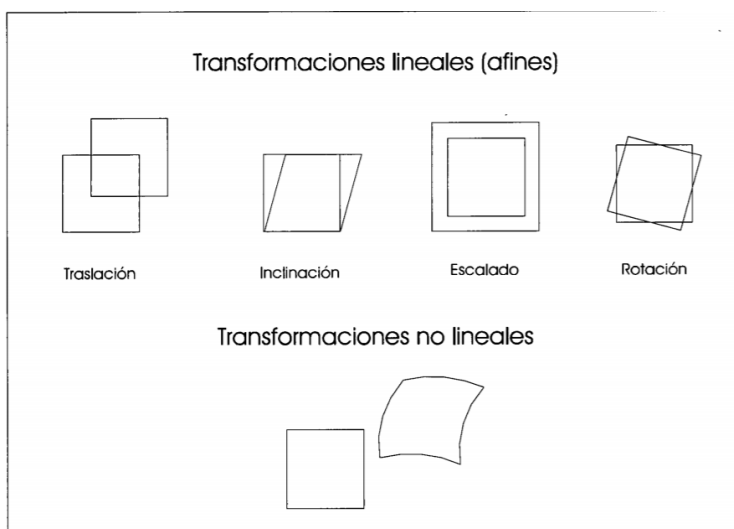 Transformaciones lineales (afines)
Traslación
Inclinación
Escalado
Rotación
Transformaciones no lineales